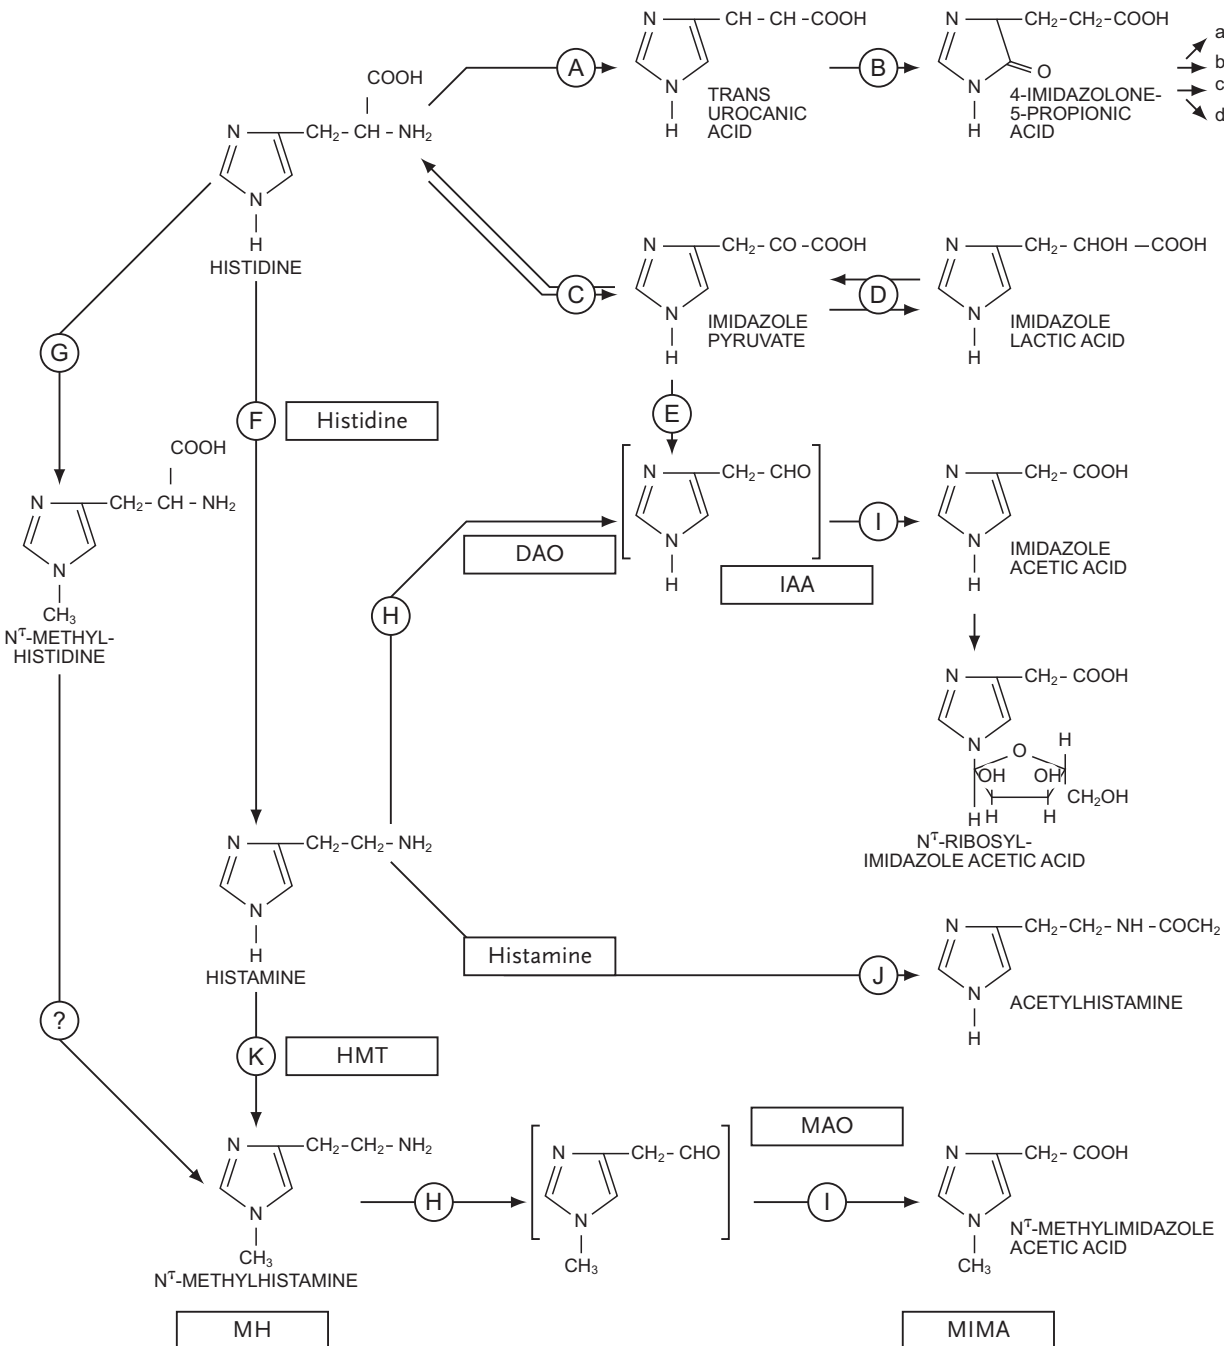 N CH - CH - COOH
N
H
TRANS
UROCANIC
ACID
A
B
N CH2 - CH2 - COOH
O
N
H
4-IMIDAZOLONE-
5-PROPIONIC
ACID
a
b
c
d
COOH
N CH2 - CH - NH2
N
H
HISTIDINE
C
N CH2 - CO - COOH
N
H
IMIDAZOLE
PYRUVATE
D
N CH2 - CHOH — COOH
N
H
IMIDAZOLE
LACTIC ACID
G
F
Histidine
E
COOH
N CH2 - CH - NH2
N
CH3
Nτ-METHYL-
HISTIDINE
N CH2 - CHO
N
H
I
N CH2 - COOH
N
H
IMIDAZOLE
ACETIC ACID
DAO
IAA
H
N CH2 - COOH
N
O
H
OH
OH
CH2OH
H
H
H
Nτ-RIBOSYL-
IMIDAZOLE ACETIC ACID
N CH2 - CH2 - NH2
N
H
HISTAMINE
Histamine
J
N CH2 - CH2 - NH - COCH2
N
H
ACETYLHISTAMINE
?
K
HMT
N CH2 - CH2 - NH2
N
CH3
Nτ-METHYLHISTAMINE
H
N CH2 - CHO
N
CH3
MAO
I
N CH2 - COOH
N
CH3
Nτ-METHYLIMIDAZOLE
ACETIC ACID
MH
MIMA